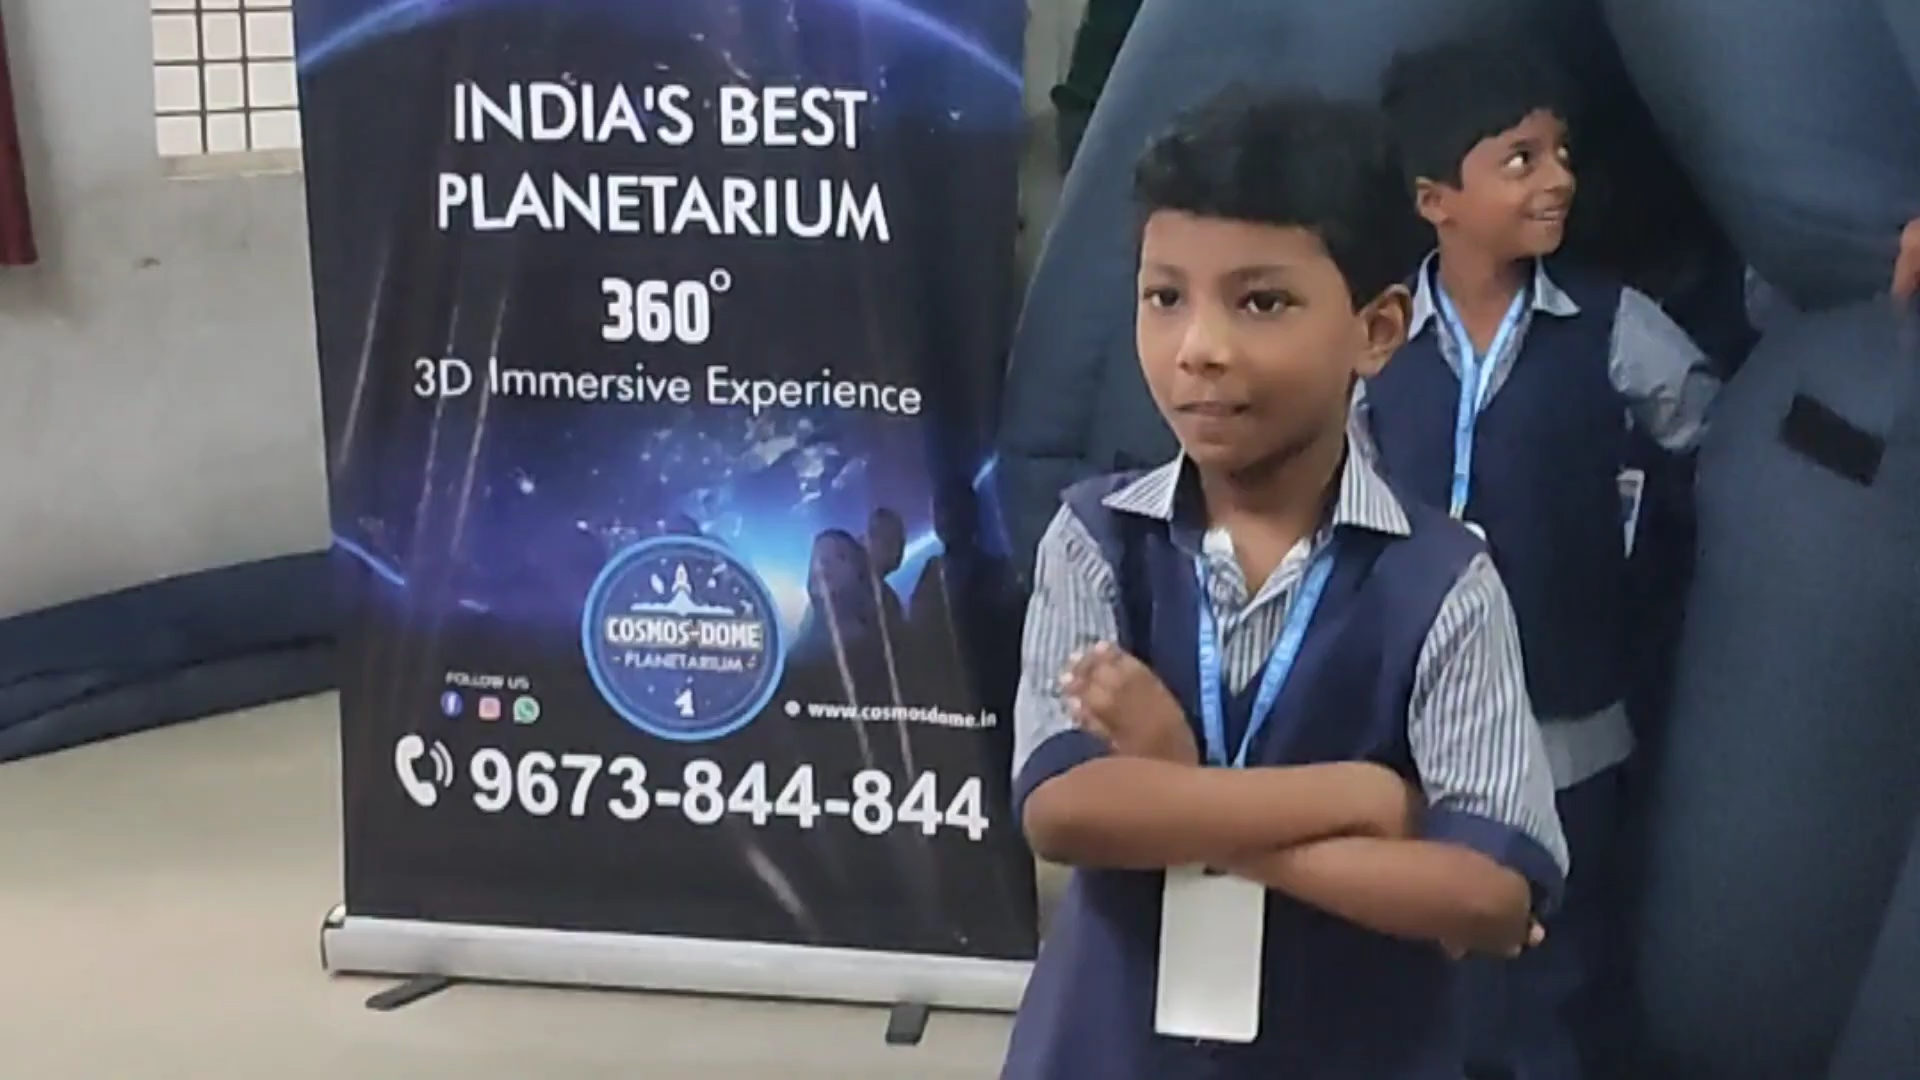 INDIA'S BEST
PLANETARIUM
360°
3D Immersive Experience
COSMOS-DOME
- PLANETARIUM -
FOLLOW US
www.cosmosdome.in
9673-844-844